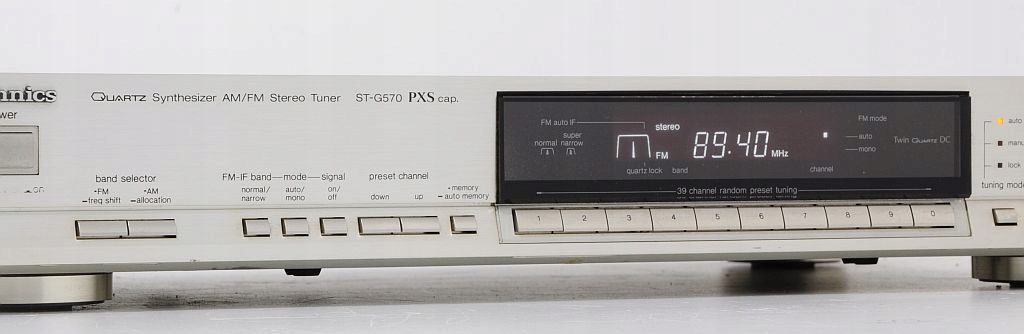 QUARTZ Synthesizer AM/FM Stereo Tuner ST-G570 PXS cap.
FM auto IF
normal super narrow
stereo
FM 89.40 MHz
quartz lock band channel
FM mode
auto
mono
Twin QUARTZ DC
39 channel random preset tuning
1 2 3 4 5 6 7 8 9 0
band selector
-FM -AM
-freq shift -allocation
FM-IF band—mode—signal
normal/ auto/ on/
narrow mono off
preset channel
down up
-memory
-auto memory
auto
lock
tuning mode